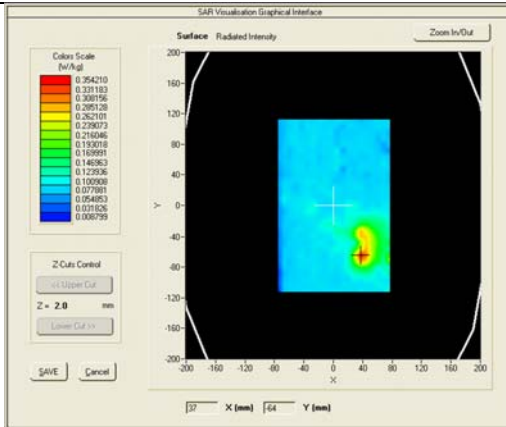 SAR Visualisation Graphical Interface
Surface Radiated Intensity
Zoom In/Out
Colors Scale
[W/kg]
0.354210
0.331183
0.308156
0.285128
0.262101
0.239073
0.216046
0.193018
0.169991
0.146963
0.123936
0.100908
0.077881
0.054853
0.031826
0.008799
Z-Cuts Control
<< Upper Cut
Z = 2.0 mm
Lower Cut >>
SAVE Cancel
200
160
120
80
40
0
-40
-80
-120
-160
-200
Y
-200 -160 -120 -80 -40 0 40 80 120 160 200
X
37 X (mm) -64 Y (mm)